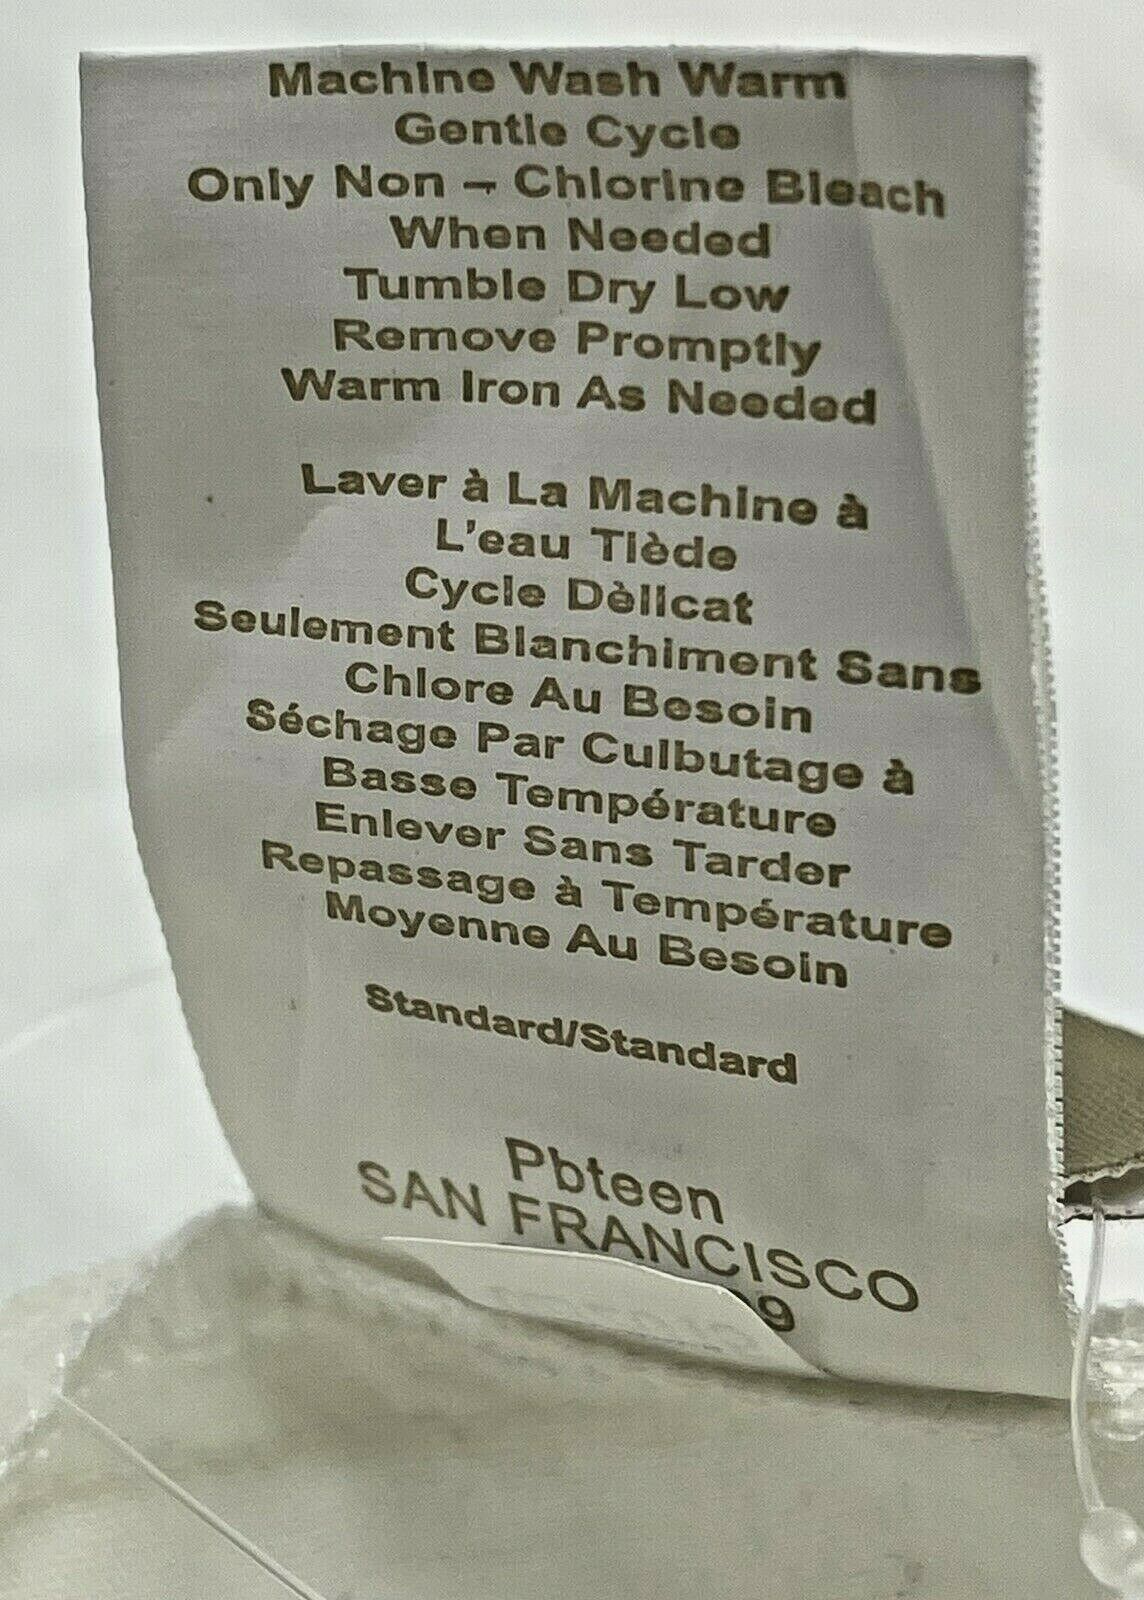 Machine Wash Warm
Gentle Cycle
Only Non - Chlorine Bleach
When Needed
Tumble Dry Low
Remove Promptly
Warm Iron As Needed
Laver à La Machine à
L'eau Tiède
Cycle Dèlicat
Seulement Blanchiment Sans
Chlore Au Besoin
Séchage Par Culbutage à
Basse Température
Enlever Sans Tarder
Repassage à Température
Moyenne Au Besoin
Standard/Standard
Pbteen
SAN FRANCISCO